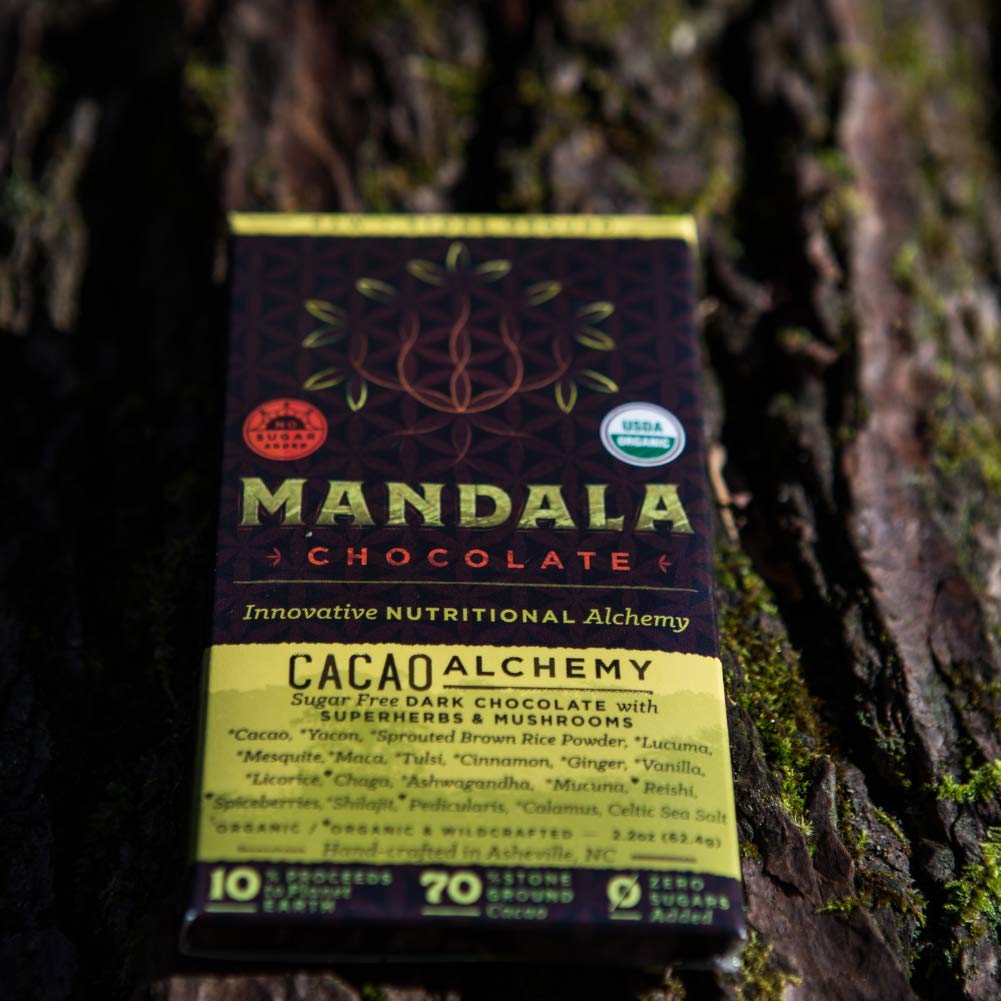 NO
SUGAR
ADDED
USDA
ORGANIC
MANDALA
CHOCOLATE
Innovative NUTRITIONAL Alchemy
CACAO ALCHEMY
Sugar Free DARK CHOCOLATE with
SUPERHERBS & MUSHROOMS
*Cacao, *Yacon, *Sprouted Brown Rice Powder, *Lucuma,
*Mesquite, *Maca, *Tulsi, *Cinnamon, *Ginger, *Vanilla,
*Licorice, *Chaga, *Ashwagandha, *Mucuna, *Reishi,
*Spiceberries, *Shilajit, *Pedicularis, *Calamus, Celtic Sea Salt
*ORGANIC / *ORGANIC & WILDCRAFTED — 2.2oz (62.4g)
Hand-crafted in Asheville, NC
10 % PROCEEDS to Planet EARTH
70 % STONE GROUND Cacao
Ø ZERO SUGARS Added